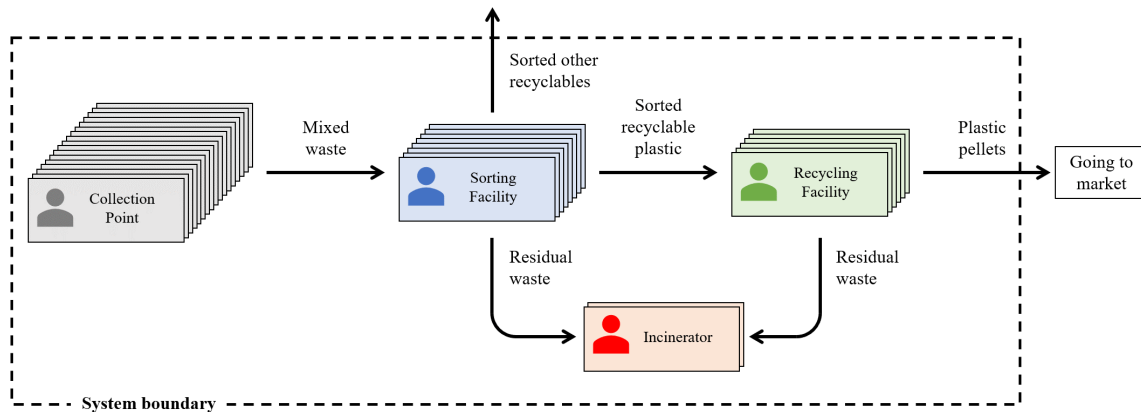 Sorted other
recyclables
Mixed
waste
Sorted
recyclable
plastic
Plastic
pellets
Collection
Point
Sorting
Facility
Recycling
Facility
Going to
market
Residual
waste
Residual
waste
Incinerator
System boundary